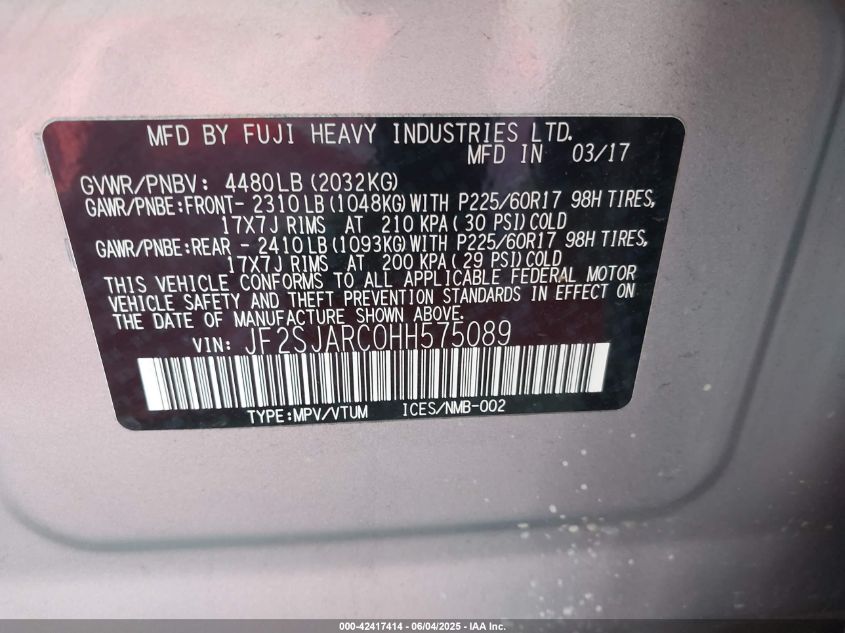 MFD BY FUJI HEAVY INDUSTRIES LTD.
MFD IN 03/17
GVWR/PNBV: 4480LB(2032KG)
GAWR/PNBE:FRONT- 2310LB(1048KG)WITH P225/60R17 98H TIRES,
17X7J RIMS AT 210 KPA(30 PSI)COLD
GAWR/PNBE:REAR - 2410LB(1093KG)WITH P225/60R17 98H TIRES,
17X7J RIMS AT 200 KPA(29 PSI)COLD
THIS VEHICLE CONFORMS TO ALL APPLICABLE FEDERAL MOTOR
VEHICLE SAFETY AND THEFT PREVENTION STANDARDS IN EFFECT ON
THE DATE OF MANUFACTURE SHOWN ABOVE.
VIN: JF2SJARC0HH575089
TYPE:MPV/VTUM ICES/NMB-002
000-42417414 - 06/04/2025 - IAA Inc.